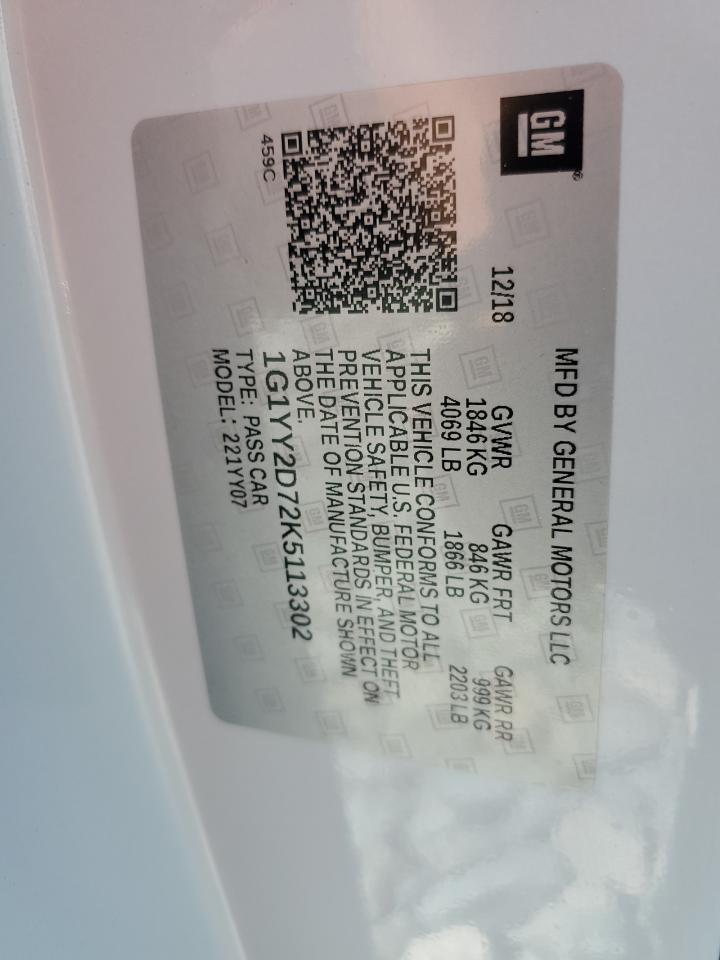 GM
MFD BY GENERAL MOTORS LLC
12/18 GVWR GAWR FRT GAWR RR
1846 KG 846 KG 999 KG
4069 LB 1866 LB 2203 LB
THIS VEHICLE CONFORMS TO ALL
APPLICABLE U.S. FEDERAL MOTOR
VEHICLE SAFETY, BUMPER, AND THEFT
PREVENTION STANDARDS IN EFFECT ON
THE DATE OF MANUFACTURE SHOWN
ABOVE.
1G1YY2D72K5113302
TYPE: PASS CAR
MODEL: 221YY07
459C